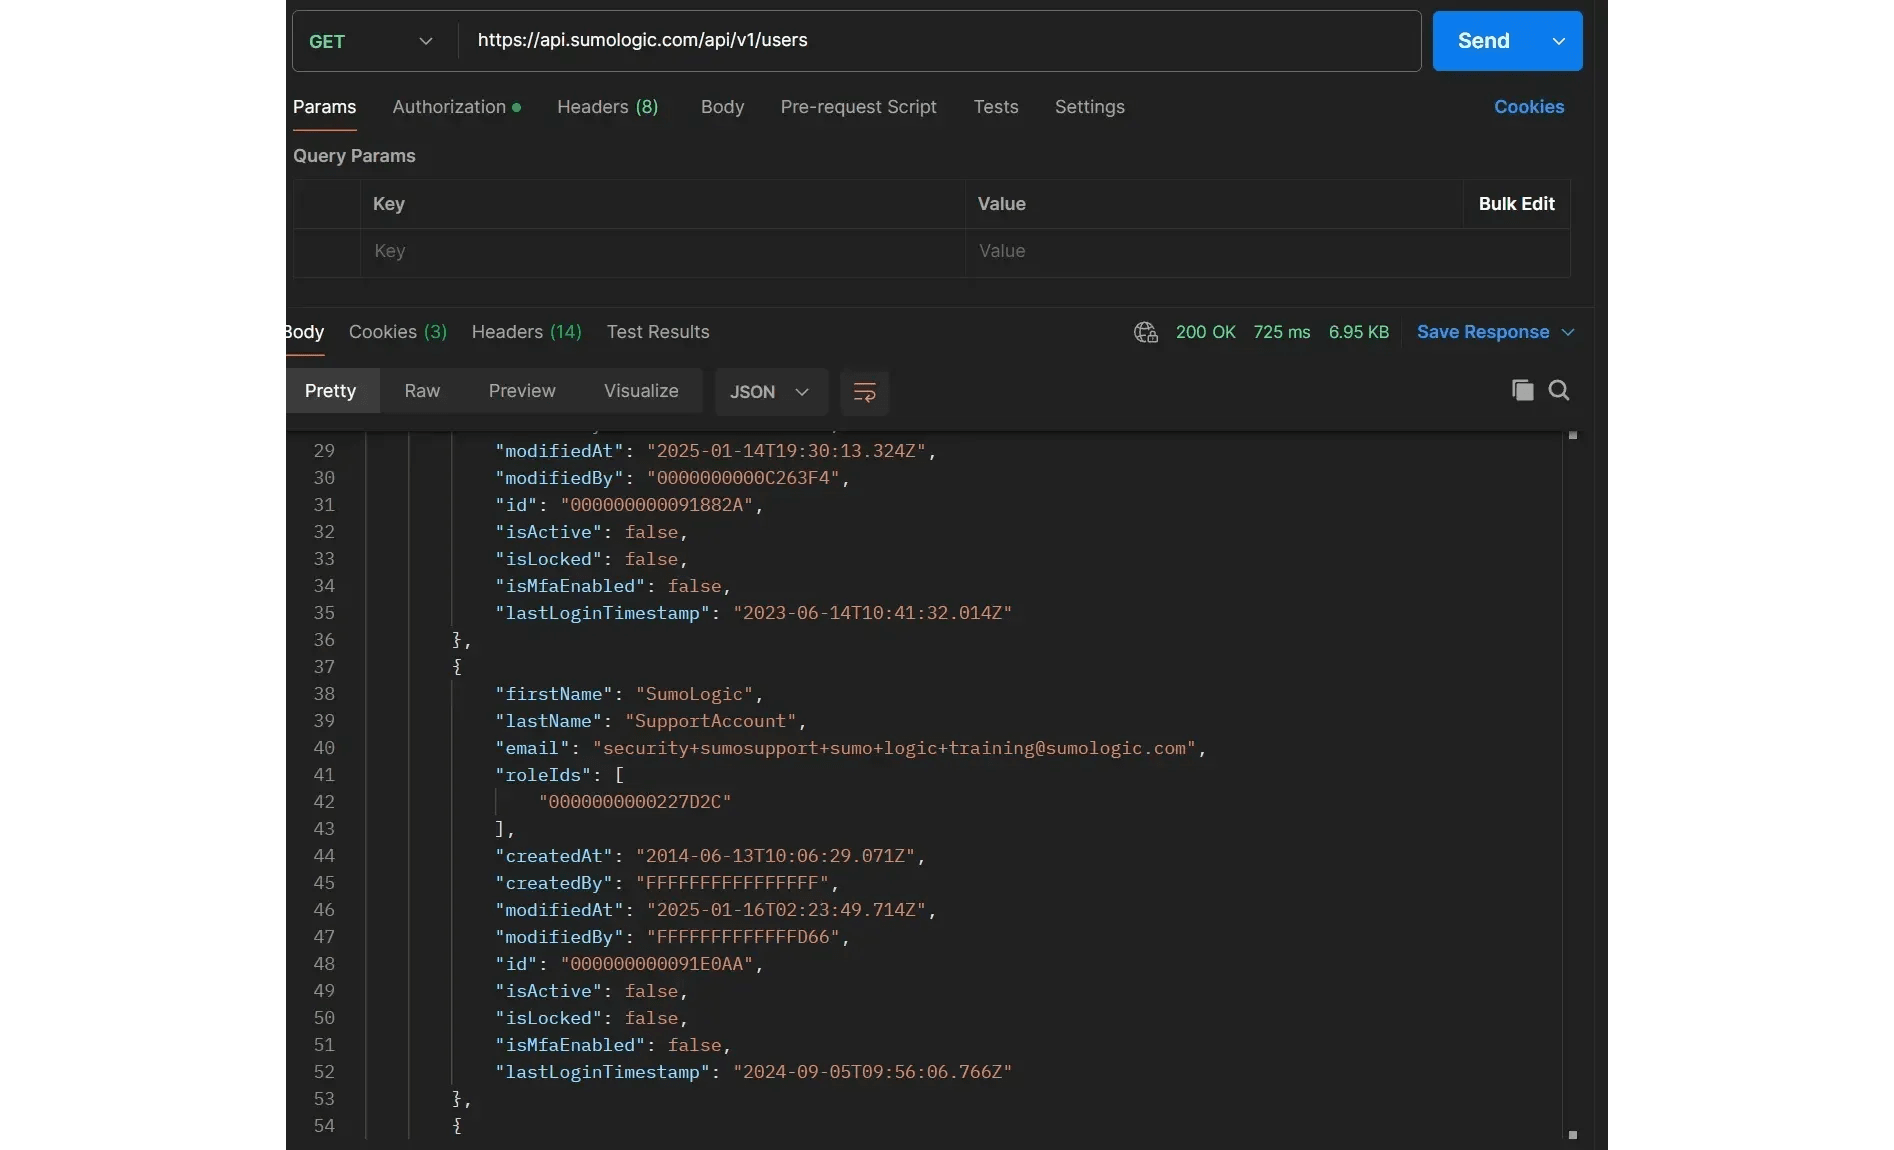 GET https://api.sumologic.com/api/v1/users Send
Params Authorization Headers (8) Body Pre-request Script Tests Settings Cookies
Query Params
Key Value Bulk Edit
Key Value
Body Cookies (3) Headers (14) Test Results 200 OK 725 ms 6.95 KB Save Response
Pretty Raw Preview Visualize JSON
29 "modifiedAt": "2025-01-14T19:30:13.324Z",
30 "modifiedBy": "0000000000C263F4",
31 "id": "000000000091882A",
32 "isActive": false,
33 "isLocked": false,
34 "isMfaEnabled": false,
35 "lastLoginTimestamp": "2023-06-14T10:41:32.014Z"
36 },
37 {
38 "firstName": "SumoLogic",
39 "lastName": "SupportAccount",
40 "email": "security+sumosupport+sumo+logic+training@sumologic.com",
41 "roleIds": [
42 "0000000000227D2C"
43 ],
44 "createdAt": "2014-06-13T10:06:29.071Z",
45 "createdBy": "FFFFFFFFFFFFFFFF",
46 "modifiedAt": "2025-01-16T02:23:49.714Z",
47 "modifiedBy": "FFFFFFFFFFFFFD66",
48 "id": "000000000091E0AA",
49 "isActive": false,
50 "isLocked": false,
51 "isMfaEnabled": false,
52 "lastLoginTimestamp": "2024-09-05T09:56:06.766Z"
53 },
54 {